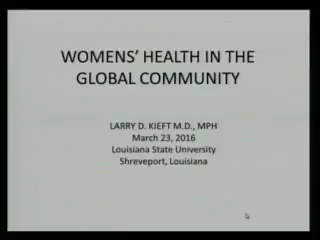 WOMENS' HEALTH IN THE
GLOBAL COMMUNITY
LARRY D. KIEFT M.D., MPH
March 23, 2016
Louisiana State University
Shreveport, Louisiana